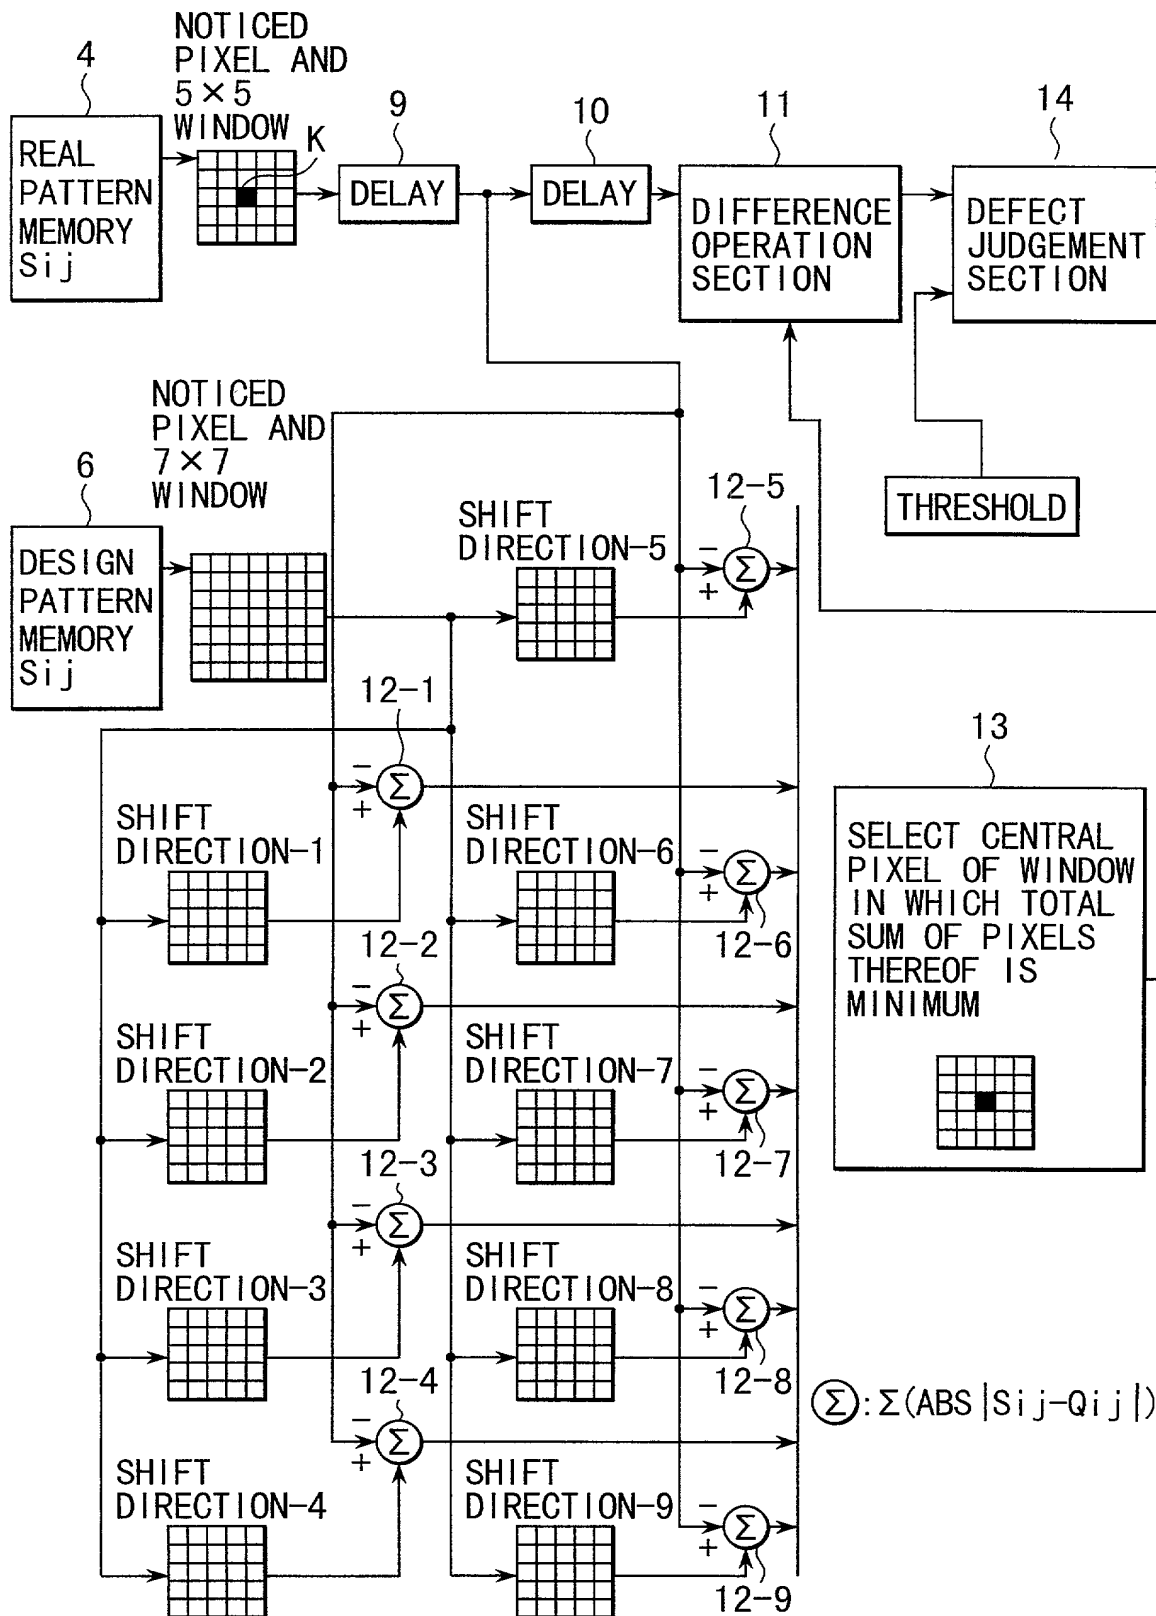 4
NOTICED
PIXEL AND
5×5
WINDOW
K
9
10
11
14
REAL
PATTERN
MEMORY
Sij
DELAY
DELAY
DIFFERENCE
OPERATION
SECTION
DEFECT
JUDGEMENT
SECTION
THRESHOLD
6
NOTICED
PIXEL AND
7×7
WINDOW
DESIGN
PATTERN
MEMORY
Sij
SHIFT
DIRECTION-5
12-5
- + Σ
12-1
- + Σ
SHIFT
DIRECTION-1
SHIFT
DIRECTION-6
- + Σ
12-6
12-2
- + Σ
SHIFT
DIRECTION-2
SHIFT
DIRECTION-7
- + Σ
12-7
12-3
- + Σ
SHIFT
DIRECTION-3
SHIFT
DIRECTION-8
- + Σ
12-8
12-4
- + Σ
SHIFT
DIRECTION-4
SHIFT
DIRECTION-9
- + Σ
12-9
13
SELECT CENTRAL
PIXEL OF WINDOW
IN WHICH TOTAL
SUM OF PIXELS
THEREOF IS
MINIMUM
Σ:Σ(ABS|Sij-Qij|)